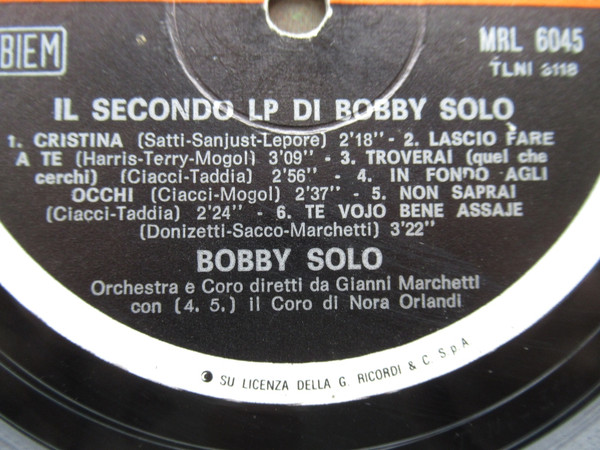 BIEM
MRL 6045
TLNI 3118
IL SECONDO LP DI BOBBY SOLO
1. CRISTINA (Satti-Sanjust-Lepore) 2'18" - 2. LASCIO FARE
A TE (Harris-Terry-Mogol) 3'09" - 3. TROVERAI (quel che
cerchi) (Ciacci-Taddia) 2'56" - 4. IN FONDO AGLI
OCCHI (Ciacci-Mogol) 2'37" - 5. NON SAPRAI
(Ciacci-Taddia) 2'24" - 6. TE VOJO BENE ASSAJE
(Donizetti-Sacco-Marchetti) 3'22"
BOBBY SOLO
Orchestra e Coro diretti da Gianni Marchetti
con (4. 5.) il Coro di Nora Orlandi
SU LICENZA DELLA G. RICORDI & C. SpA